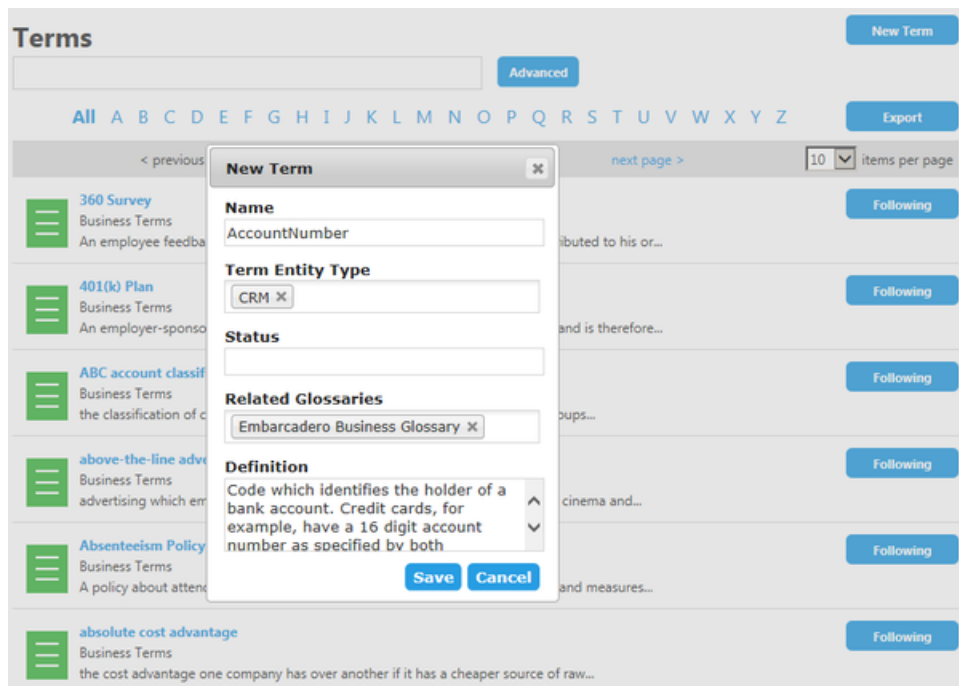 Terms
New Term
Advanced
All A B C D E F G H I J K L M N O P Q R S T U V W X Y Z
Export
< previous
next page >
10 items per page
New Term
Name
AccountNumber
Term Entity Type
CRM
Status
Related Glossaries
Embarcadero Business Glossary
Definition
Code which identifies the holder of a
bank account. Credit cards, for
example, have a 16 digit account
number as specified by both
Save Cancel
360 Survey
Business Terms
An employee feedba
ibuted to his or...
Following
401(k) Plan
Business Terms
An employer-sponso
and is therefore...
Following
ABC account classif
Business Terms
the classification of c
oups...
Following
above-the-line adve
Business Terms
advertising which em
cinema and...
Following
Absenteeism Policy
Business Terms
A policy about attend
and measures...
Following
absolute cost advantage
Business Terms
the cost advantage one company has over another if it has a cheaper source of raw...
Following